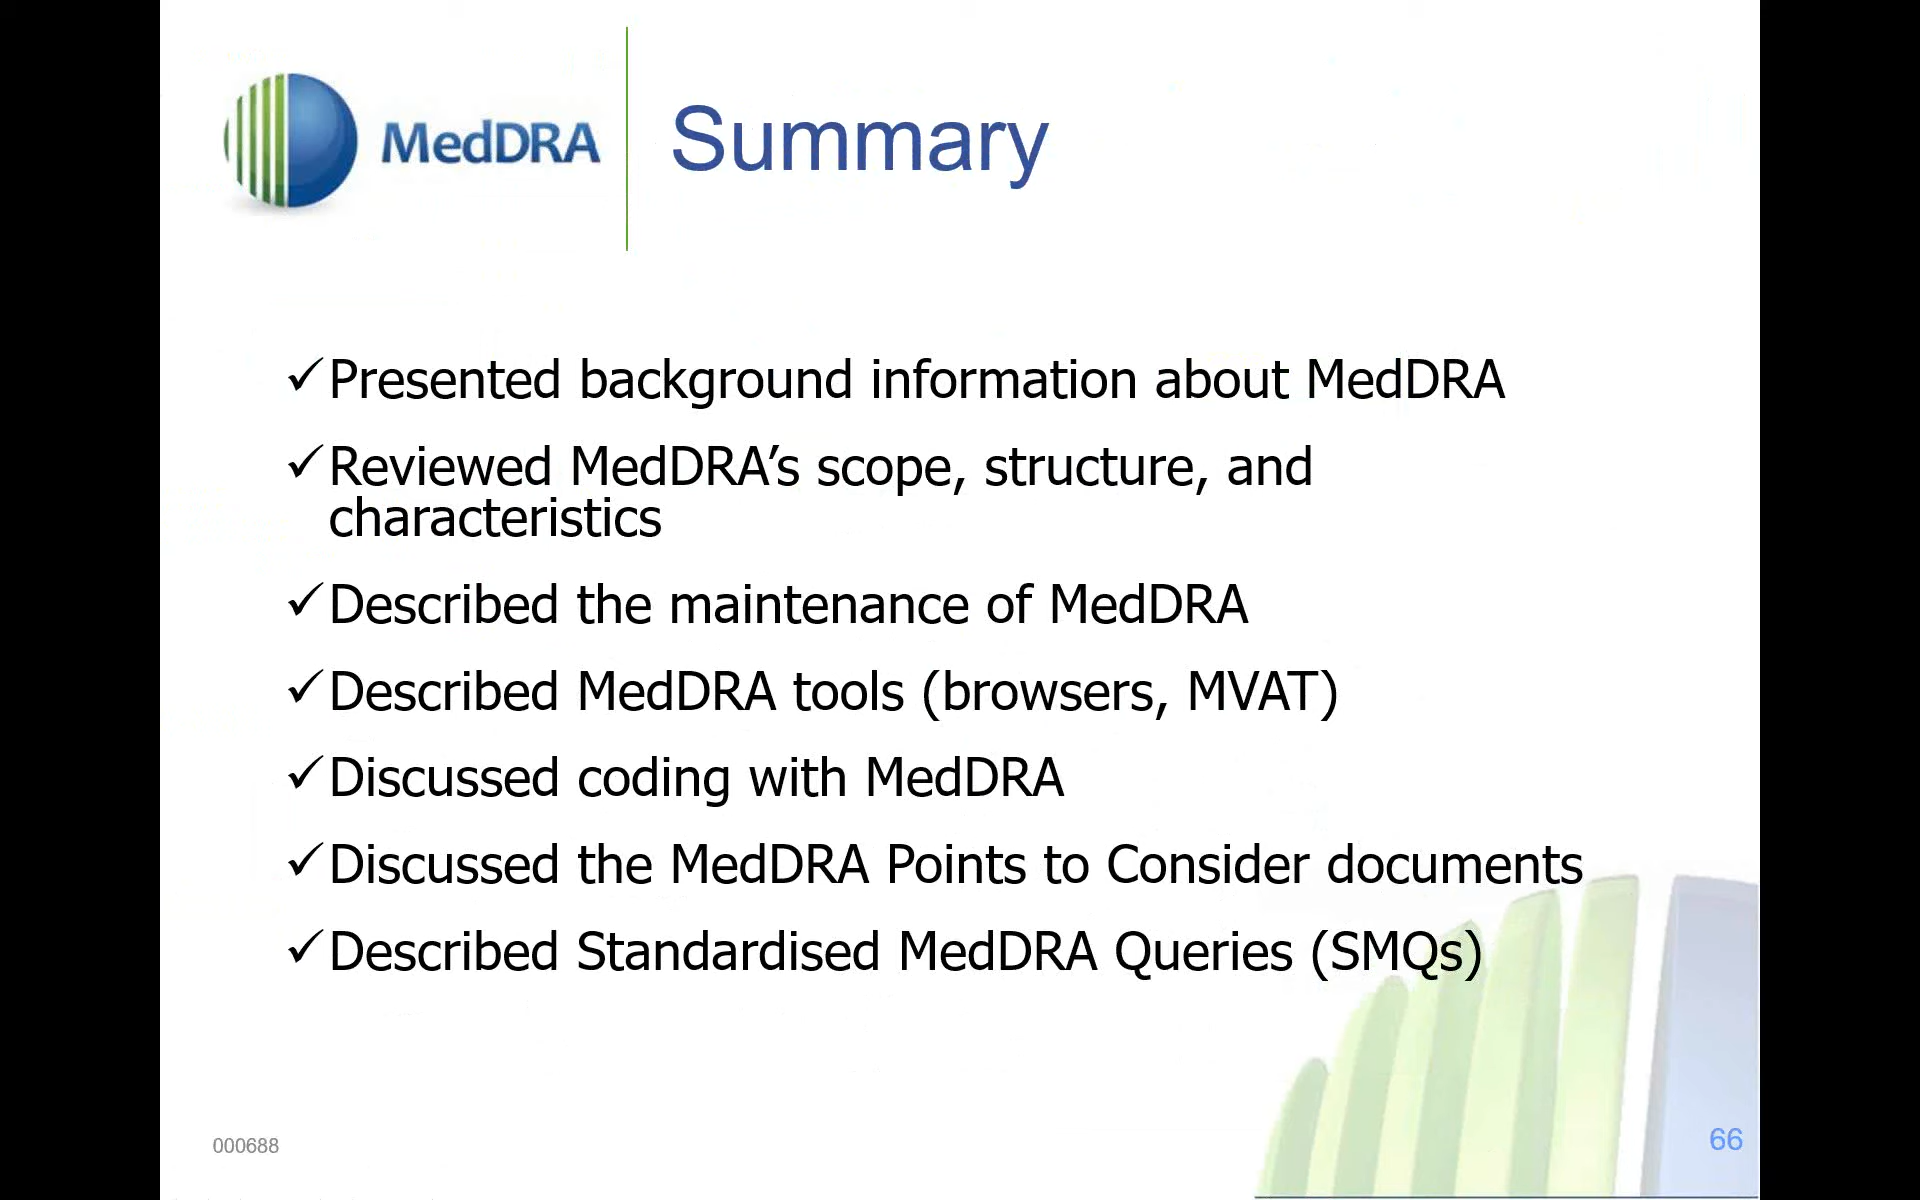 MedDRA
Summary
✓Presented background information about MedDRA
✓Reviewed MedDRA’s scope, structure, and
characteristics
✓Described the maintenance of MedDRA
✓Described MedDRA tools (browsers, MVAT)
✓Discussed coding with MedDRA
✓Discussed the MedDRA Points to Consider documents
✓Described Standardised MedDRA Queries (SMQs)
000688
66